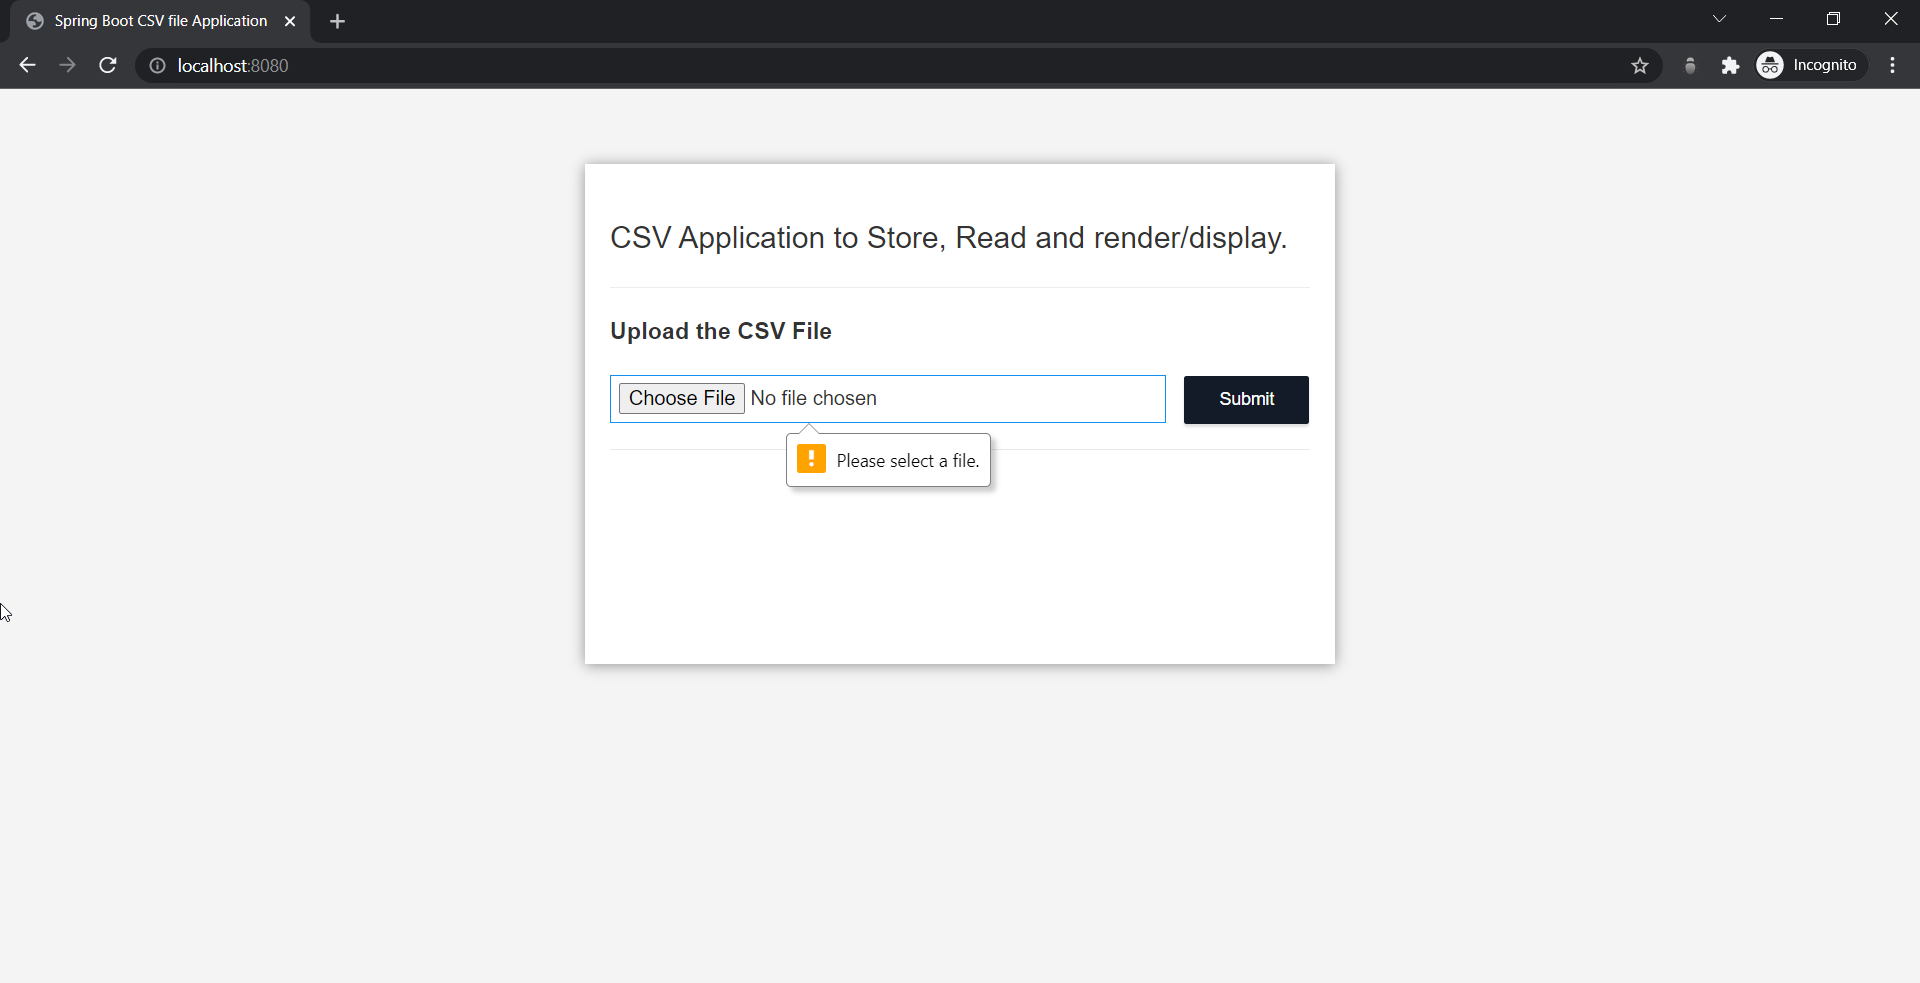 Spring Boot CSV file Application
localhost:8080
Incognito
CSV Application to Store, Read and render/display.
Upload the CSV File
Choose File No file chosen
Submit
Please select a file.